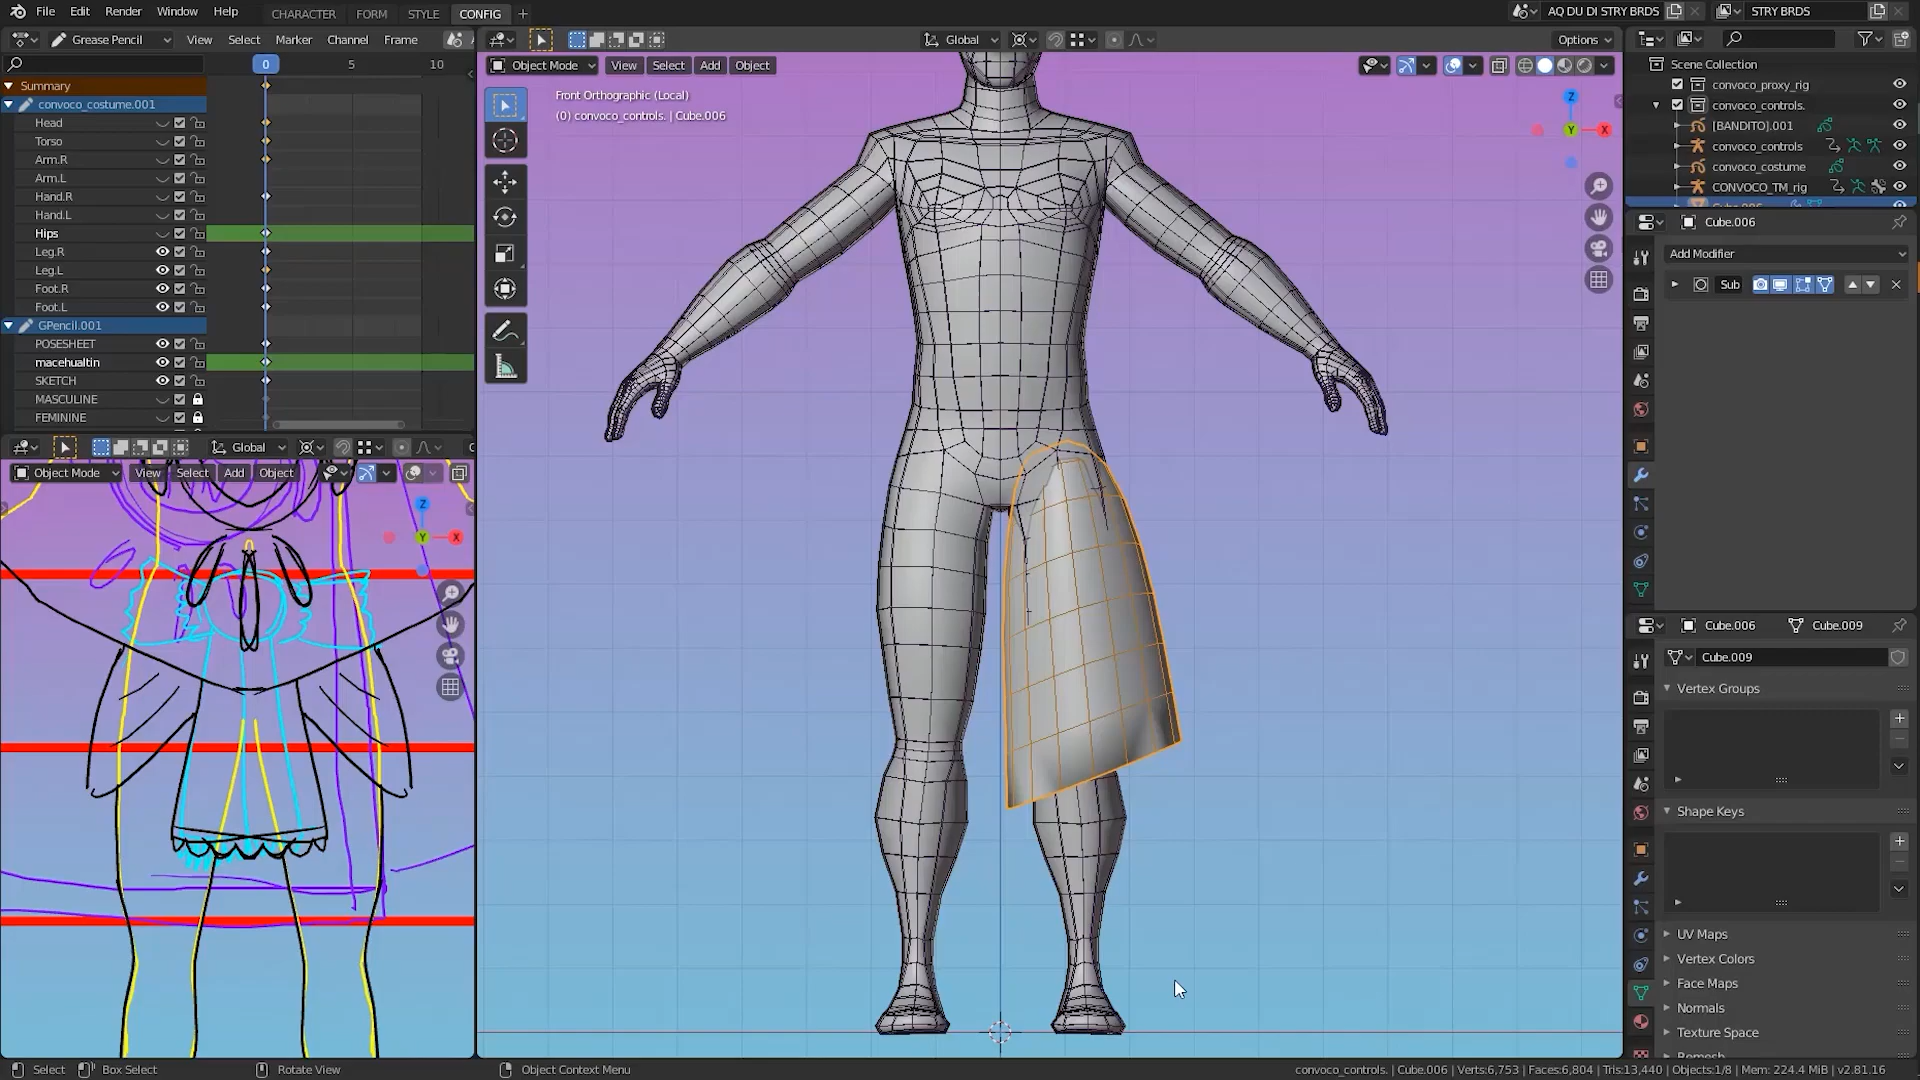 File Edit Render Window Help CHARACTER FORM STYLE CONFIG + AQ DU DI STRY BRDS STRY BRDS
Grease Pencil View Select Marker Channel Frame Global Options
0 5 10
Summary
convoco_costume.001
Head
Torso
Arm.R
Arm.L
Hand.R
Hand.L
Hips
Leg.R
Leg.L
Foot.R
Foot.L
GPencil.001
POSESHEET
macehualtin
SKETCH
MASCULINE
FEMININE
Global
Object Mode View Select Add Object
Z
Y
X
Object Mode View Select Add Object
Front Orthographic (Local)
(0) convoco_controls. | Cube.006
Z
Y
X
Scene Collection
convoco_proxy_rig
convoco_controls.
[BANDITO].001
convoco_controls
convoco_costume
CONVOCO_TM_rig
Cube.006
Cube.006
Add Modifier
Sub
Cube.006 Cube.009
Cube.009
Vertex Groups
Shape Keys
UV Maps
Vertex Colors
Face Maps
Normals
Texture Space
Remesh
Select Box Select Rotate View Object Context Menu convoco_controls. | Cube.006 | Verts:6,753 | Faces:6,804 | Tris:13,440 | Objects:1/8 | Mem: 224.4 MiB | v2.81.16